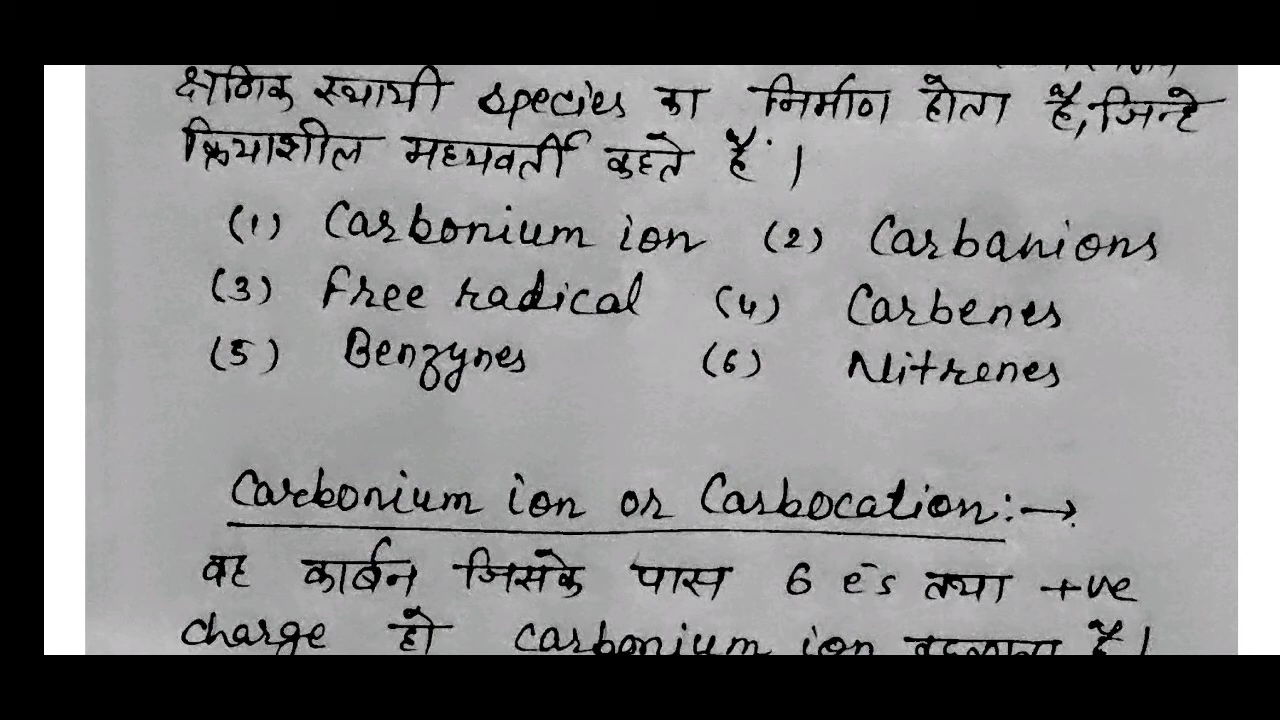 क्षणिक स्थायी species का निर्माण होता है, जिन्हे
क्रियाशील मध्यवर्ती कहते हैं।
(1) Carbonium ion (2) Carbanions
(3) Free radical (4) Carbenes
(5) Benzynes (6) Nitrenes
Carbonium ion or Carbocation:→
वह कार्बन जिसके पास 6 e⁻s तथा +ve
charge हो carbonium ion कहलाता है।